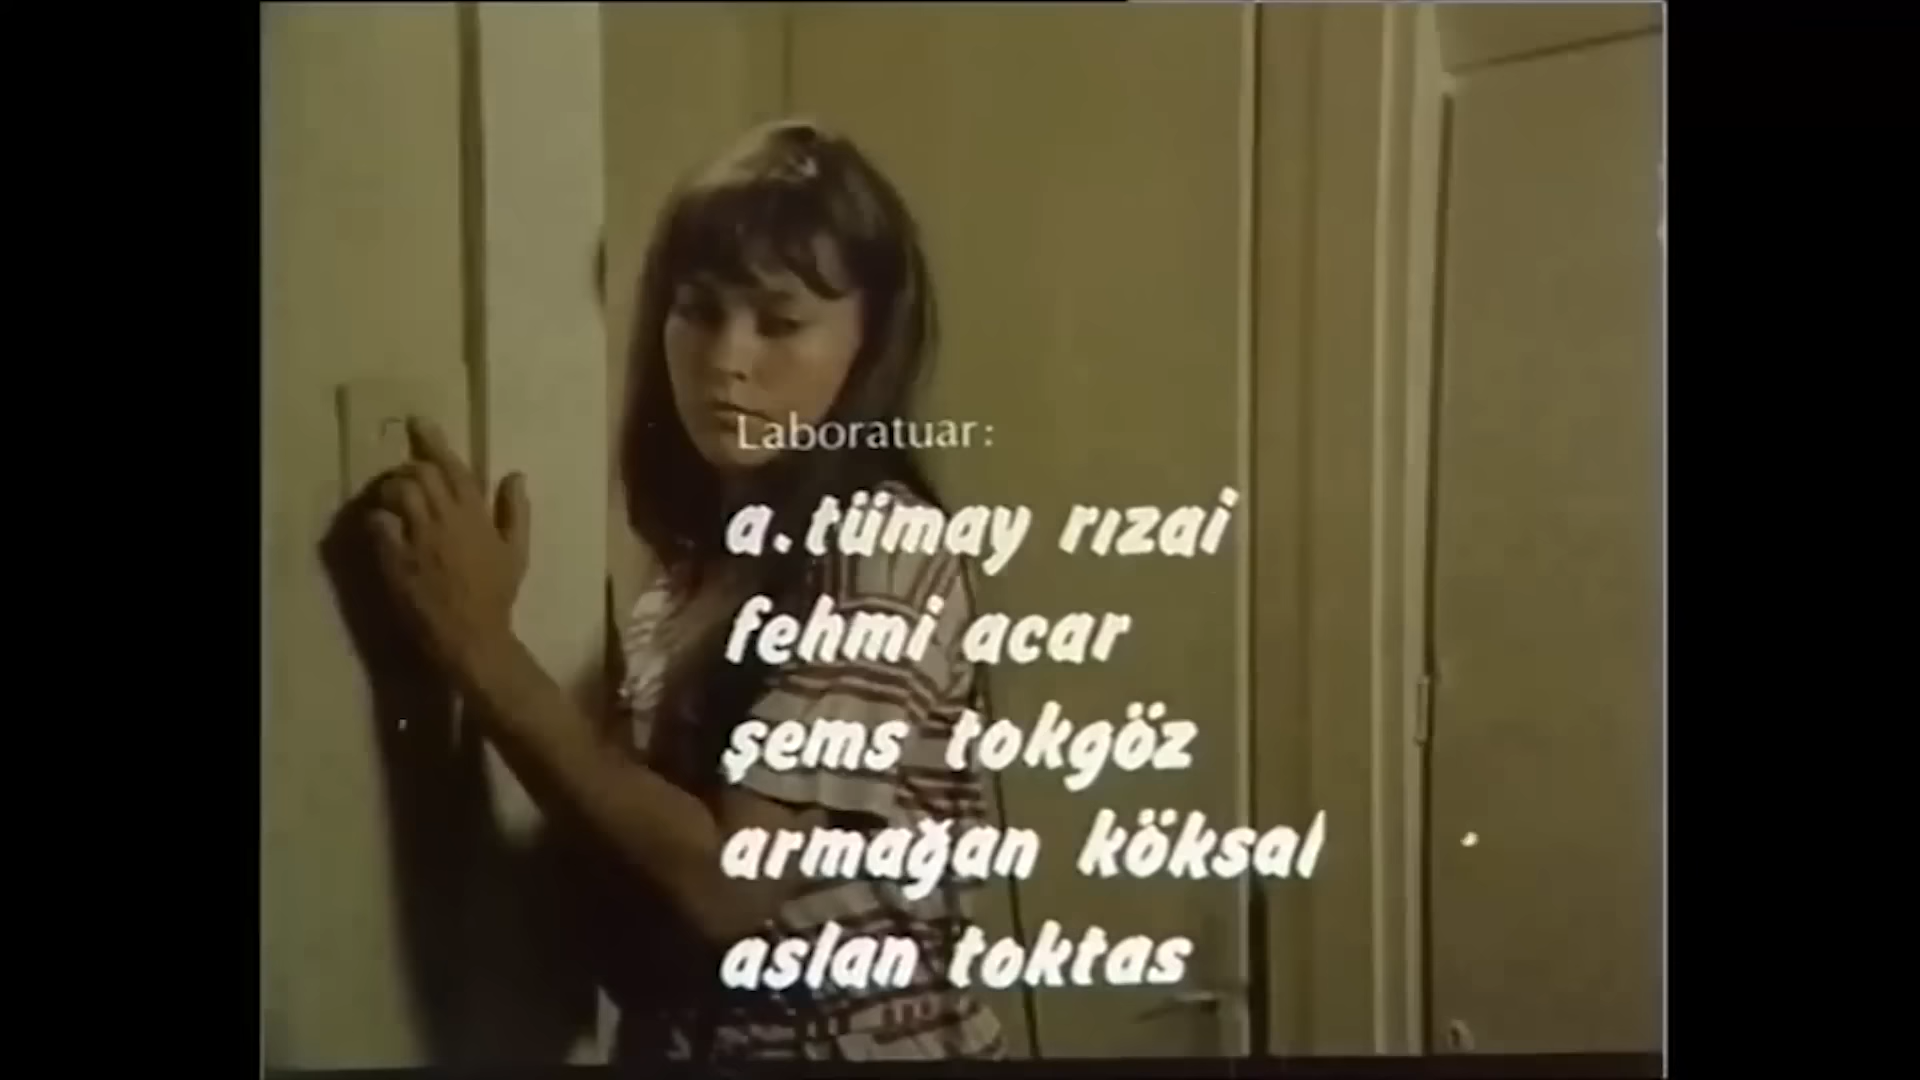 Laboratuar:
a. tümay rızai
fehmi acar
şems tokgöz
armağan köksal
aslan toktas